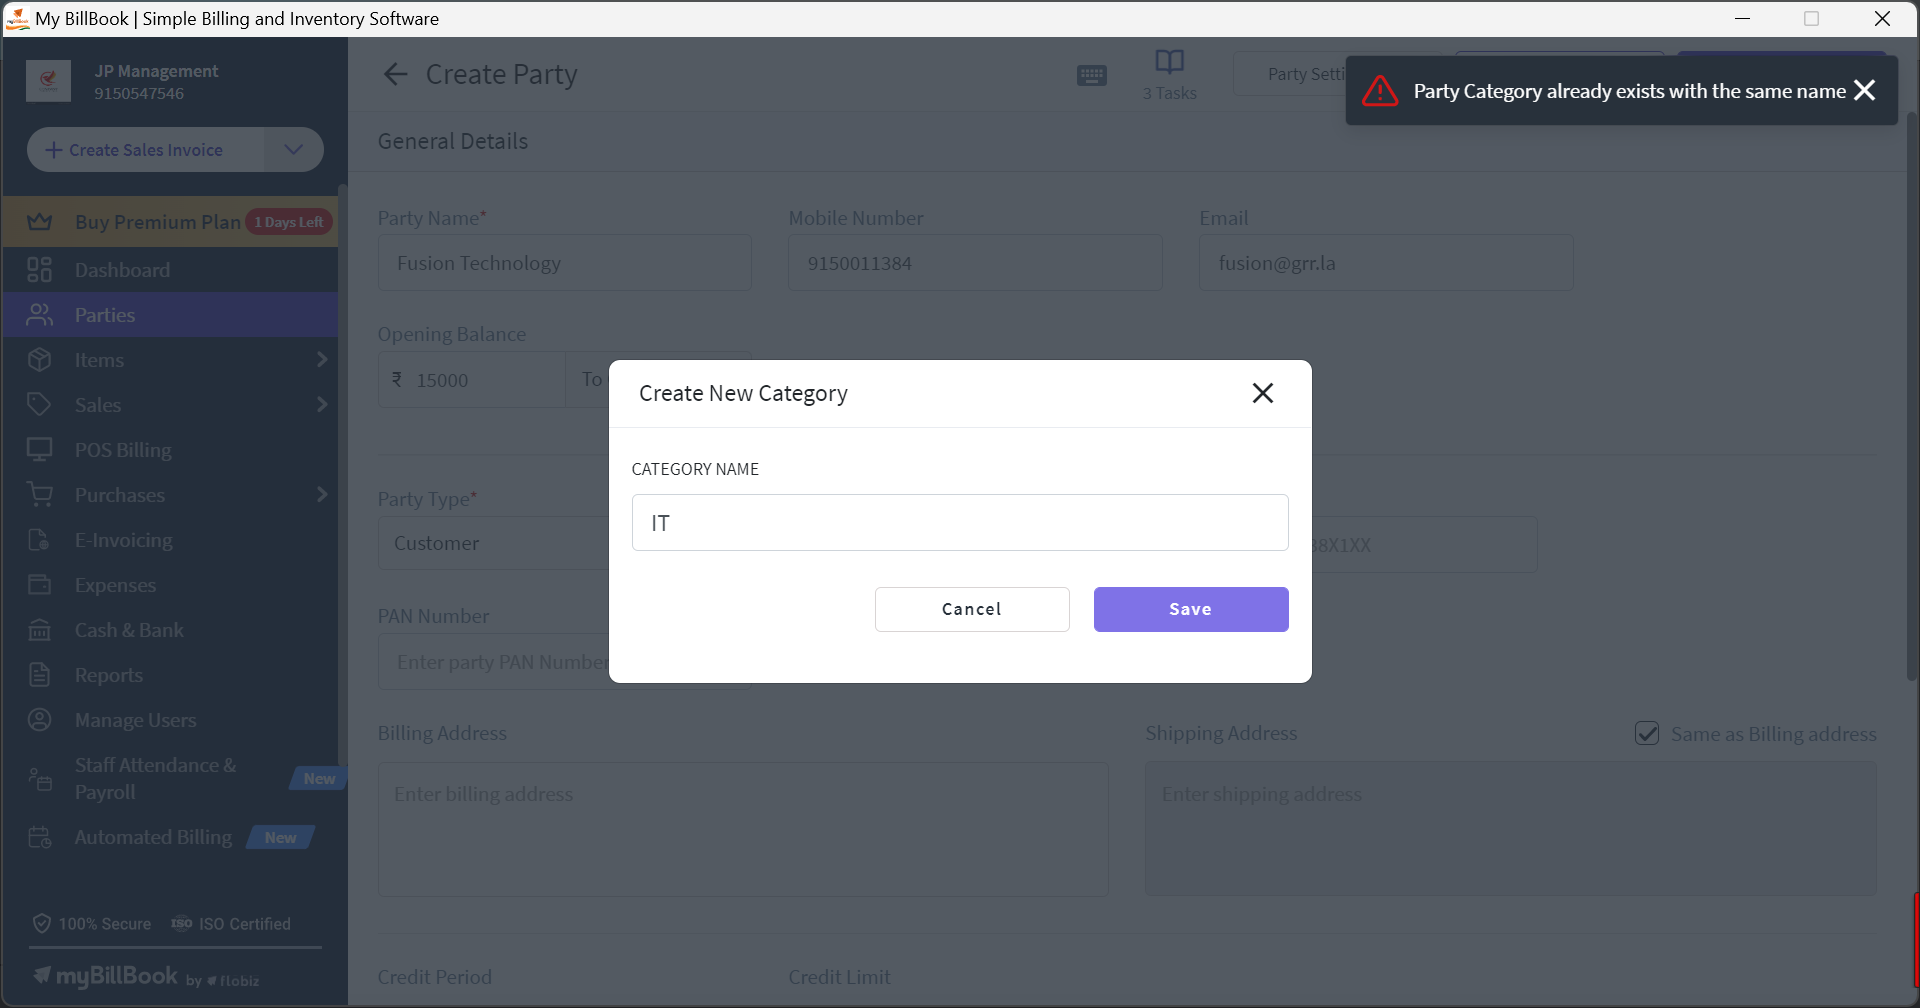 My BillBook | Simple Billing and Inventory Software
JP Management
9150547546
Create Sales Invoice
Buy Premium Plan
1 Days Left
Dashboard
Parties
Items
Sales
POS Billing
Purchases
E-Invoicing
Expenses
Cash & Bank
Reports
Manage Users
Staff Attendance &
Payroll
New
Automated Billing
New
100% Secure
ISO
ISO Certified
myBillBook by flobiz
Create Party
3 Tasks
Party Setti
Party Category already exists with the same name
General Details
Party Name*
Mobile Number
Email
Fusion Technology
9150011384
fusion@grr.la
Opening Balance
₹ 15000
To
Create New Category
CATEGORY NAME
IT
Cancel
Save
Party Type*
Customer
38X1XX
PAN Number
Enter party PAN Number
Billing Address
Shipping Address
Same as Billing address
Enter billing address
Enter shipping address
Credit Period
Credit Limit